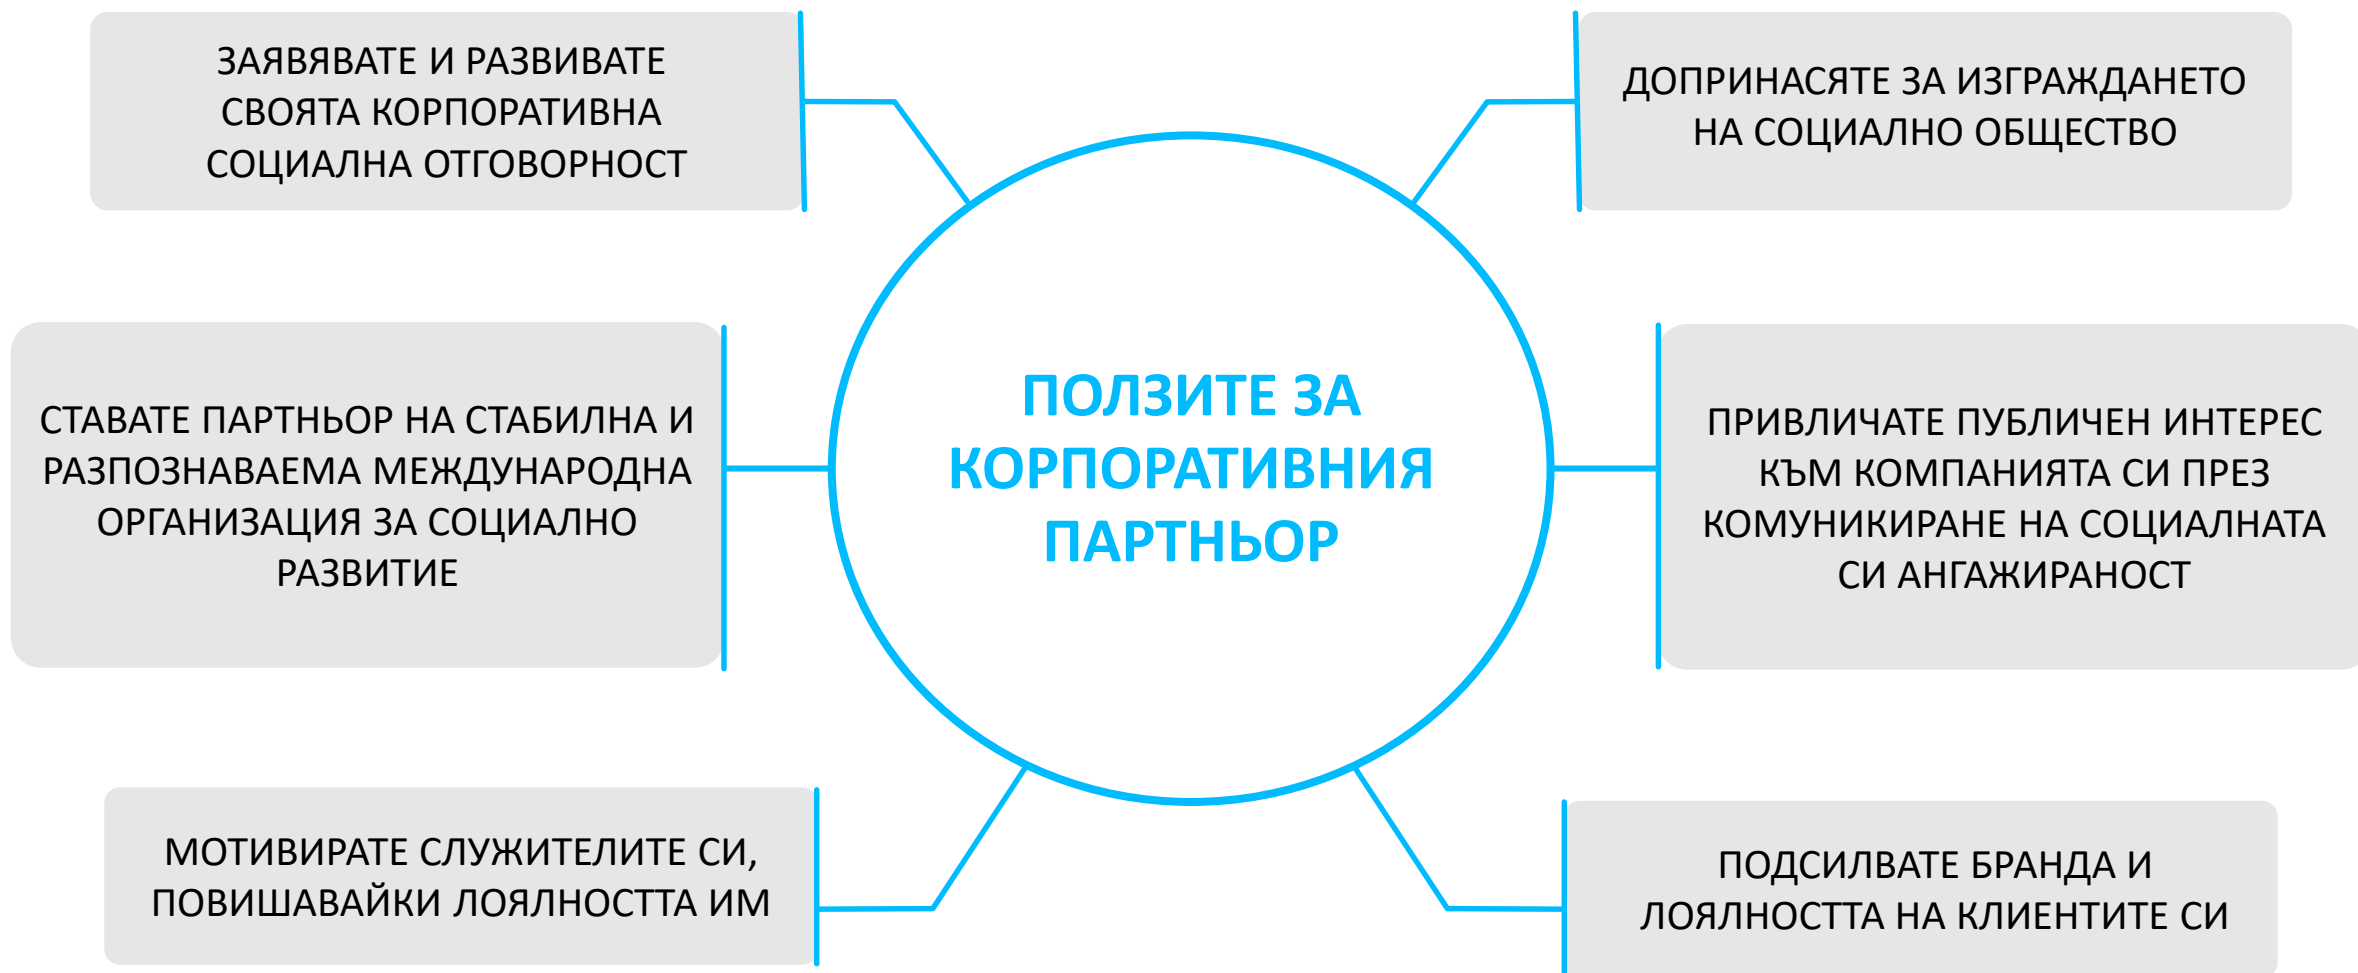 ЗАЯВЯВАТЕ И РАЗВИВАТЕ
СВОЯТА КОРПОРАТИВНА
СОЦИАЛНА ОТГОВОРНОСТ
ДОПРИНАСЯТЕ ЗА ИЗГРАЖДАНЕТО
НА СОЦИАЛНО ОБЩЕСТВО
СТАВАТЕ ПАРТНЬОР НА СТАБИЛНА И
РАЗПОЗНАВАЕМА МЕЖДУНАРОДНА
ОРГАНИЗАЦИЯ ЗА СОЦИАЛНО
РАЗВИТИЕ
ПОЛЗИТЕ ЗА
КОРПОРАТИВНИЯ
ПАРТНЬОР
ПРИВЛИЧАТЕ ПУБЛИЧЕН ИНТЕРЕС
КЪМ КОМПАНИЯТА СИ ПРЕЗ
КОМУНИКИРАНЕ НА СОЦИАЛНАТА
СИ АНГАЖИРАНОСТ
МОТИВИРАТЕ СЛУЖИТЕЛИТЕ СИ,
ПОВИШАВАЙКИ ЛОЯЛНОСТТА ИМ
ПОДСИЛВАТЕ БРАНДА И
ЛОЯЛНОСТТА НА КЛИЕНТИТЕ СИ